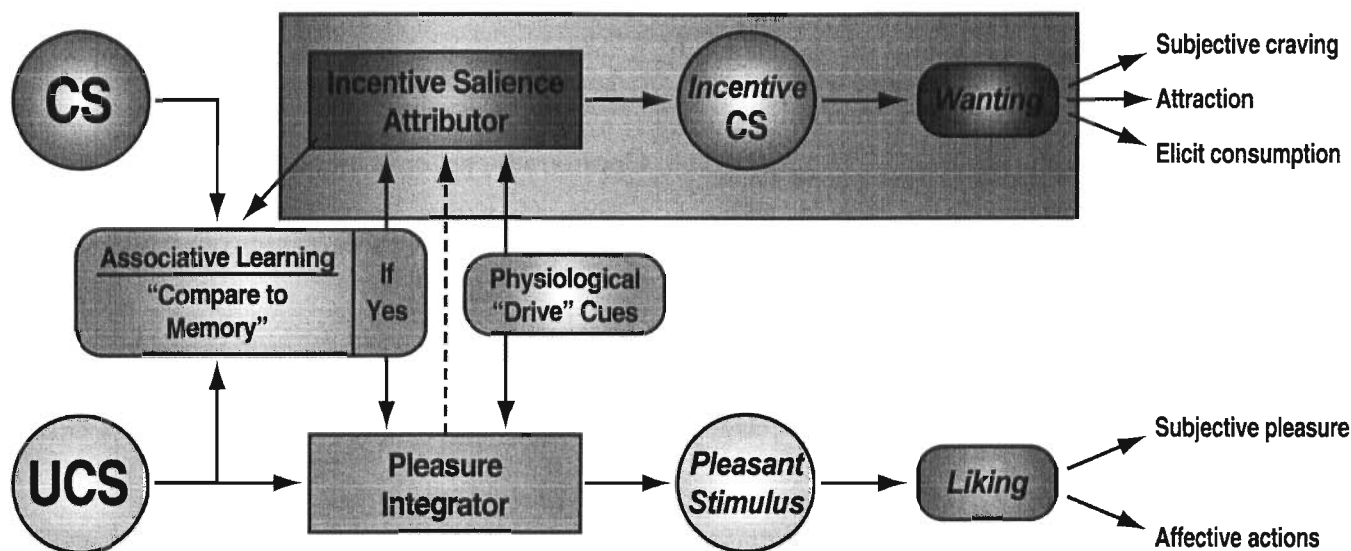 CS
Incentive Salience
Attributor
Incentive
CS
Wanting
Subjective craving
Attraction
Elicit consumption
Associative Learning
“Compare to
Memory”
If
Yes
Physiological
“Drive” Cues
UCS
Pleasure
Integrator
Pleasant
Stimulus
Liking
Subjective pleasure
Affective actions